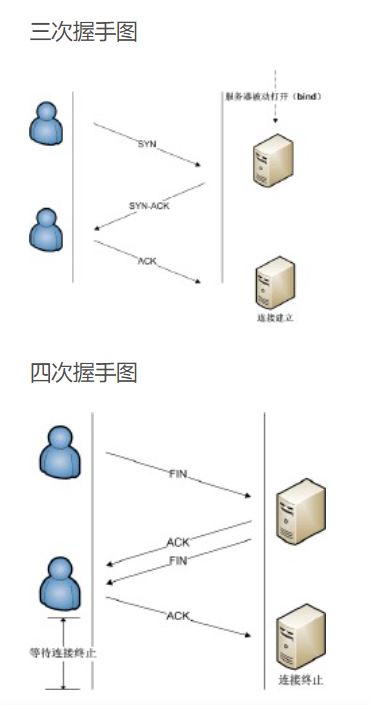 三次握手图
服务器被动打开（bind）
SYN
SYN-ACK
ACK
连接建立
四次握手图
FIN
ACK
FIN
ACK
等待连接终止
连接终止